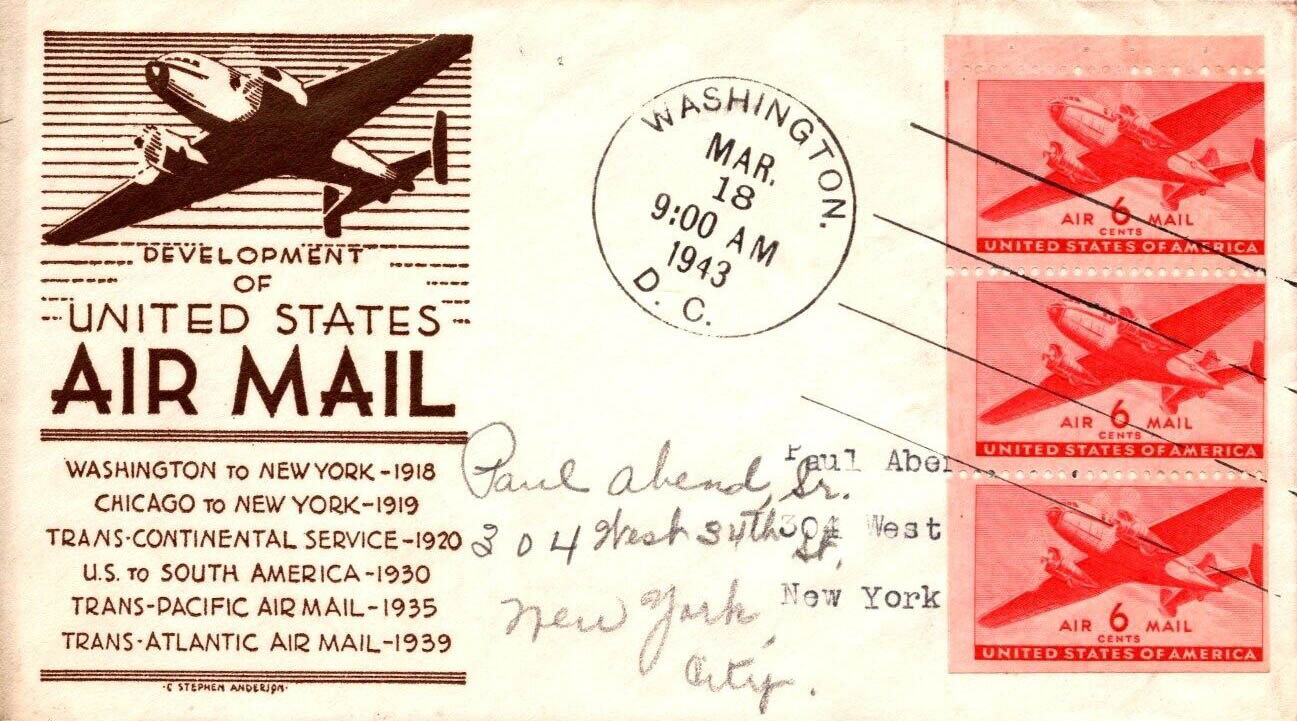 DEVELOPMENT
OF
UNITED STATES
AIR MAIL
WASHINGTON TO NEW YORK-1918
CHICAGO TO NEW YORK-1919
TRANS-CONTINENTAL SERVICE-1920
U.S. TO SOUTH AMERICA-1930
TRANS-PACIFIC AIR MAIL-1935
TRANS-ATLANTIC AIR MAIL-1939
·C STEPHEN ANDERSON·
WASHINGTON.
MAR.
18
9:00 AM
1943
D. C.
Paul Abend, Sr.
304 West 34th St,
New York,
City.
Paul Abe
304 West
New York
AIR 6 MAIL
CENTS
UNITED STATES OF AMERICA
AIR 6 MAIL
CENTS
UNITED STATES OF AMERICA
AIR 6 MAIL
CENTS
UNITED STATES OF AMERICA